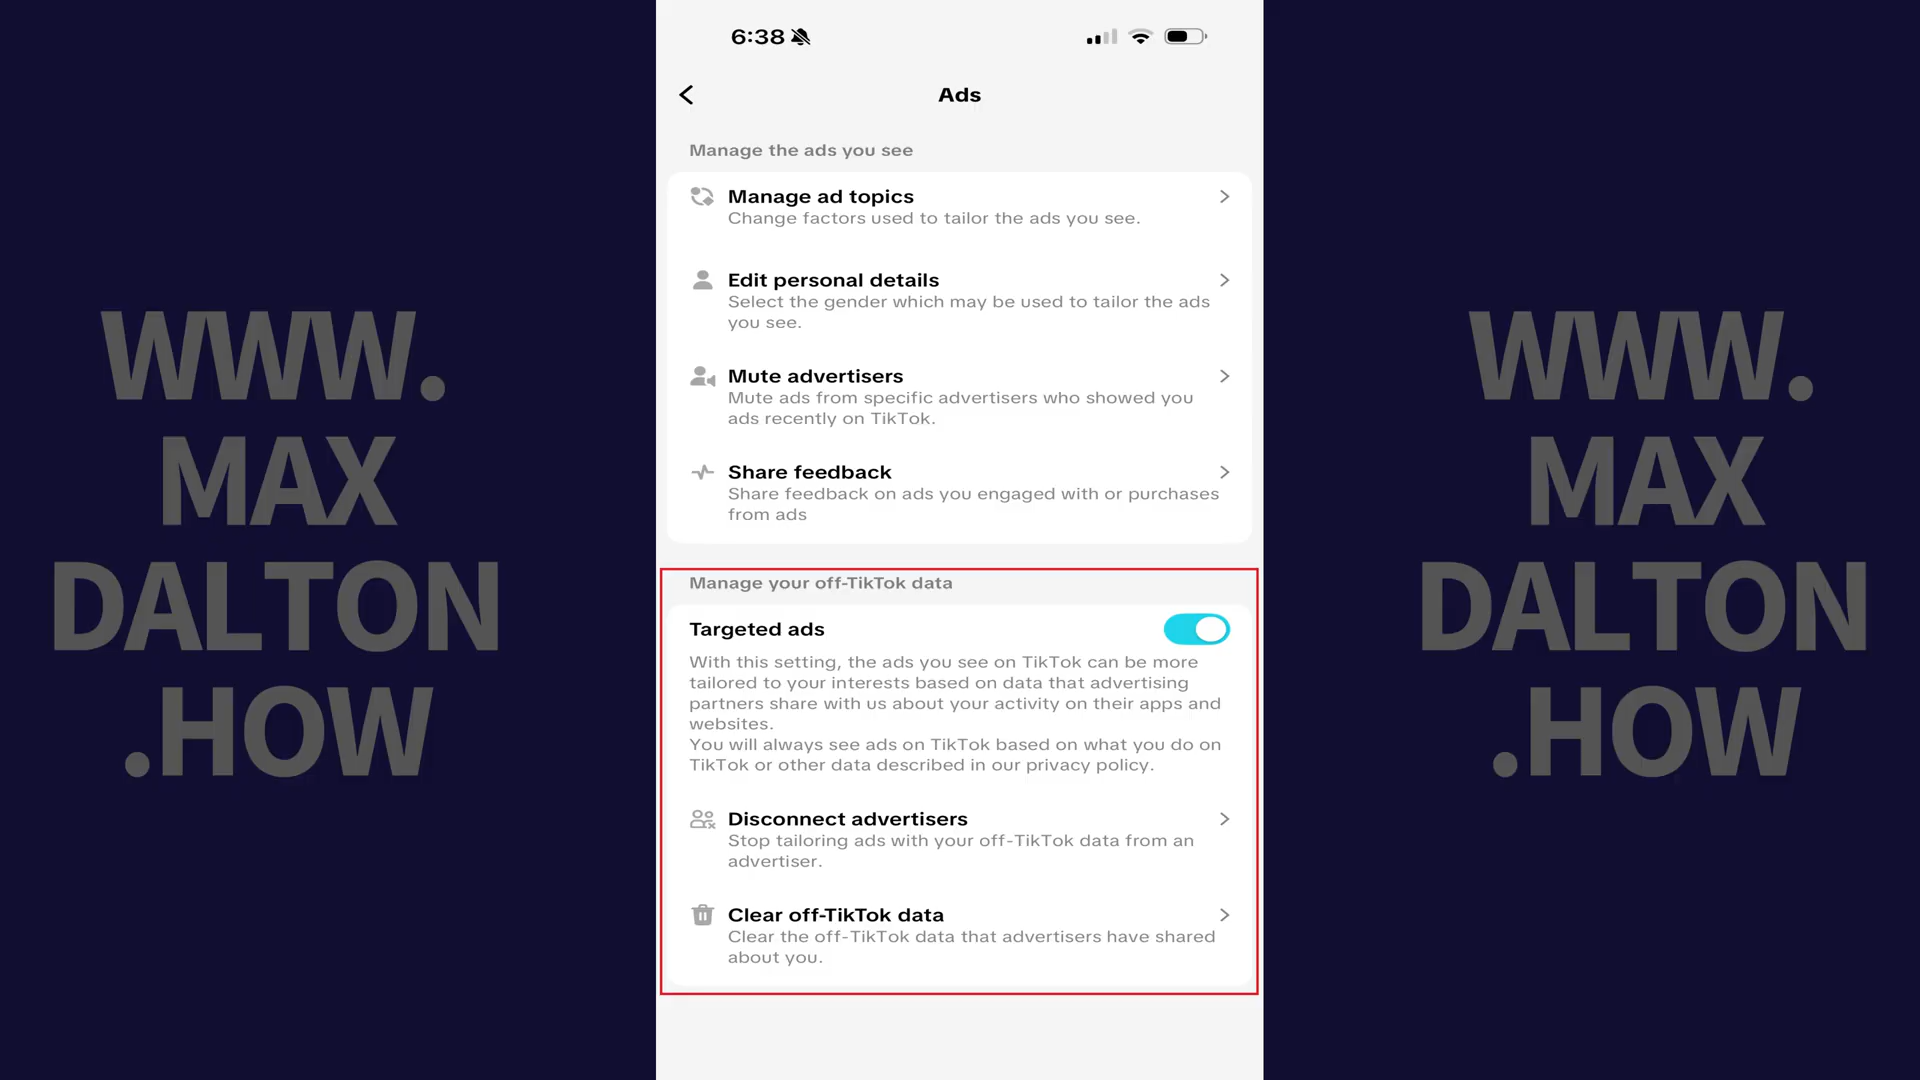 6:38
Ads
Manage the ads you see
Manage ad topics
Change factors used to tailor the ads you see.
Edit personal details
Select the gender which may be used to tailor the ads
you see.
Mute advertisers
Mute ads from specific advertisers who showed you
ads recently on TikTok.
Share feedback
Share feedback on ads you engaged with or purchases
from ads
Manage your off-TikTok data
Targeted ads
With this setting, the ads you see on TikTok can be more
tailored to your interests based on data that advertising
partners share with us about your activity on their apps and
websites.
You will always see ads on TikTok based on what you do on
TikTok or other data described in our privacy policy.
Disconnect advertisers
Stop tailoring ads with your off-TikTok data from an
advertiser.
Clear off-TikTok data
Clear the off-TikTok data that advertisers have shared
about you.
WWW.
MAX
DALTON
.HOW
WWW.
MAX
DALTON
.HOW